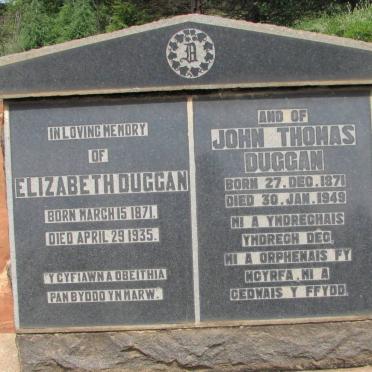 D
IN LOVING MEMORY
OF
ELIZABETH DUGGAN
BORN MARCH 15 1871.
DIED APRIL 29 1935.
Y CYFIAWN A OBEITHIA
PAN BYDDO YN MARW.
AND OF
JOHN THOMAS
DUGGAN
BORN 27. DEC. 1871
DIED 30. JAN. 1949
MI A YNDRECHAIS
YNDRECH DEG,
MI A ORPHENAIS FY
NGYRFA, MI A
GEDWAIS Y FFYDD.